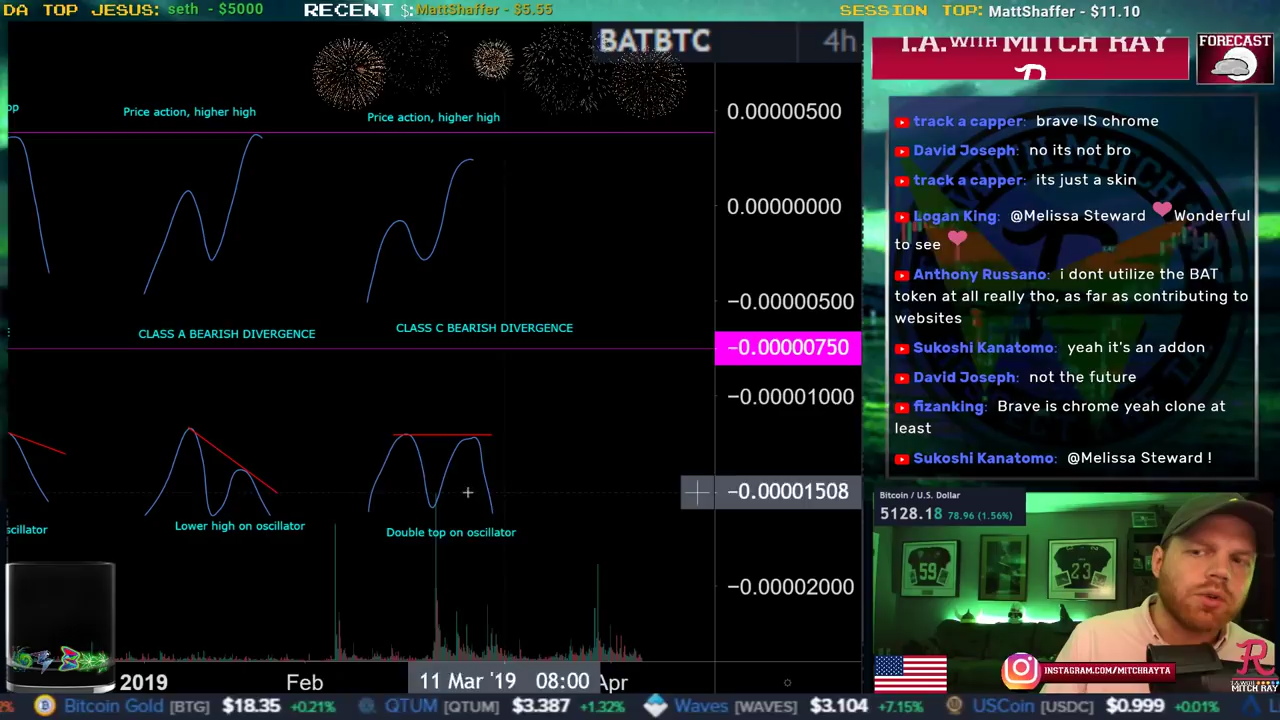 DA TOP JESUS: seth - $5000
RECENT $: MattShaffer - $5.55
SESSION TOP: MattShaffer - $11.10
BATBTC 4h
T.A. WITH MITCH RAY
FORECAST
op
Price action, higher high
Price action, higher high
CLASS A BEARISH DIVERGENCE
CLASS C BEARISH DIVERGENCE
scillator
Lower high on oscillator
Double top on oscillator
0.00000500
0.00000000
−0.00000500
−0.00000750
−0.00001000
−0.00001508
−0.00002000
2019
Feb
11 Mar '19 08:00
Apr
track a capper: brave IS chrome
David Joseph: no its not bro
track a capper: its just a skin
Logan King: @Melissa Steward Wonderful
to see
Anthony Russano: i dont utilize the BAT
token at all really tho, as far as contributing to
websites
Sukoshi Kanatomo: yeah it's an addon
David Joseph: not the future
fizanking: Brave is chrome yeah clone at
least
Sukoshi Kanatomo: @Melissa Steward !
Bitcoin / U.S. Dollar
5128.18 78.96 (1.56%)
59
23
INSTAGRAM.COM/MITCHRAYTA
R
T.A. WITH
MITCH RAY
Bitcoin Gold [BTG] $18.35 +0.21%
QTUM [QTUM] $3.387 +1.32%
Waves [WAVES] $3.104 +7.15%
USCoin [USDC] $0.999 +0.01%
L